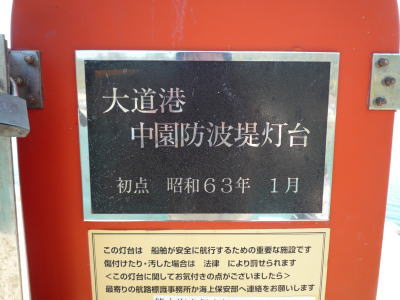 大道港
中園防波堤灯台
初点 昭和63年 1月
この灯台は 船舶が安全に航行するための重要な施設です
傷付けたり・汚した場合は 法律 により罰せられます
<この灯台に関してお気付きの点がございましたら>
最寄りの航路標識事務所か海上保安部へ連絡をお願いします